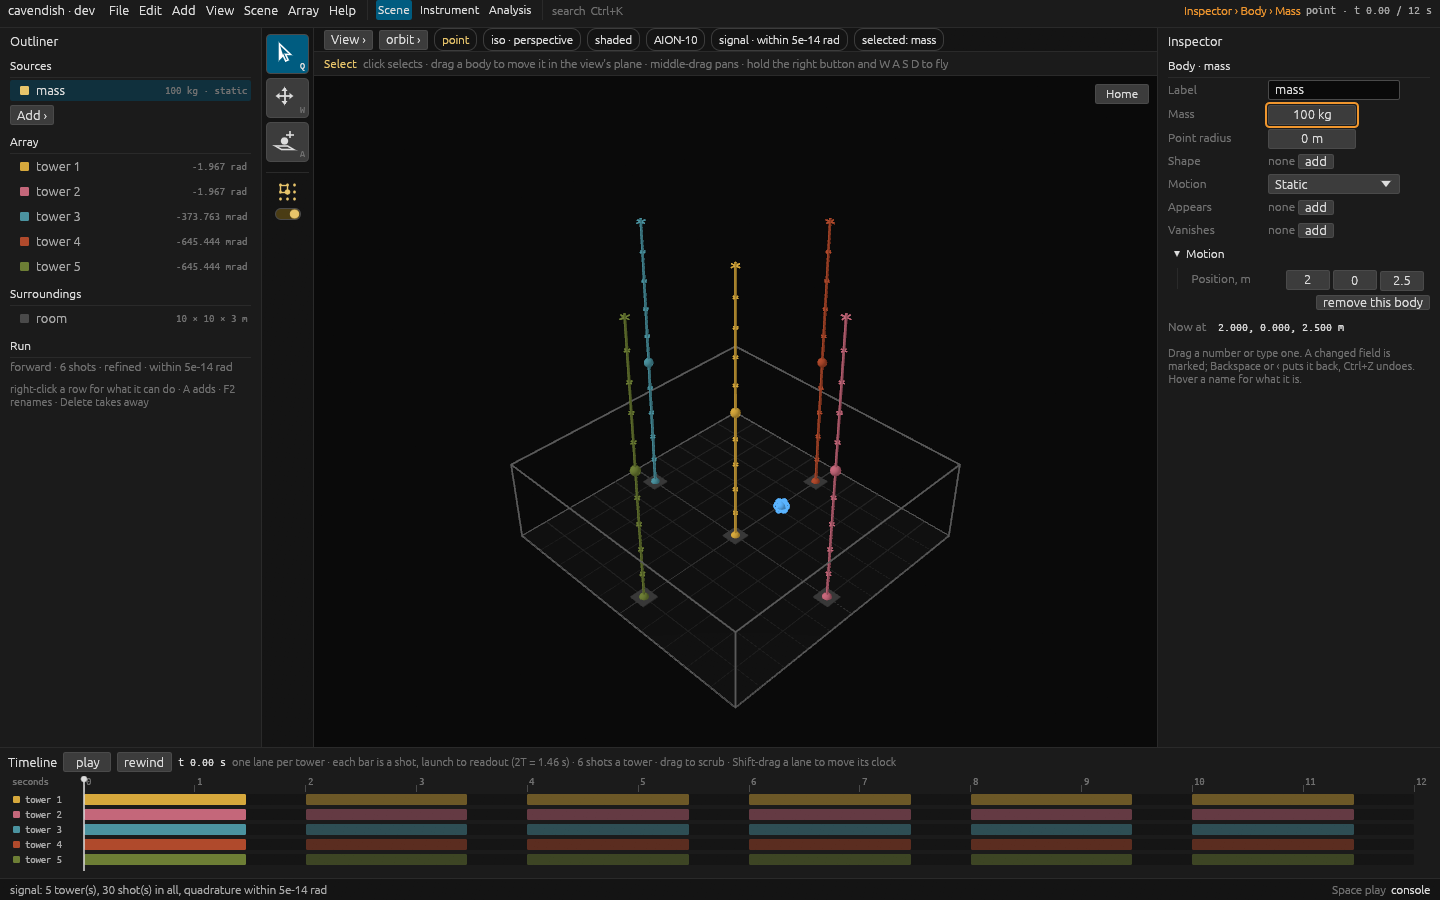 cavendish · dev File Edit Add View Scene Array Help Scene Instrument Analysis search Ctrl+K Inspector › Body › Mass point · t 0.00 / 12 s
Outliner
Sources
mass 100 kg · static
Add ›
Array
tower 1 -1.967 rad
tower 2 -1.967 rad
tower 3 -373.763 mrad
tower 4 -645.444 mrad
tower 5 -645.444 mrad
Surroundings
room 10 × 10 × 3 m
Run
forward · 6 shots · refined · within 5e-14 rad
right-click a row for what it can do · A adds · F2
renames · Delete takes away
Q
W
A
View › orbit › point iso · perspective shaded AION-10 signal · within 5e-14 rad selected: mass
Select click selects · drag a body to move it in the view's plane · middle-drag pans · hold the right button and W A S D to fly
Home
Inspector
Body · mass
Label mass
Mass 100 kg
Point radius 0 m
Shape none add
Motion Static
Appears none add
Vanishes none add
Motion
Position, m 2 0 2.5
remove this body
Now at 2.000, 0.000, 2.500 m
Drag a number or type one. A changed field is
marked; Backspace or ‹ puts it back, Ctrl+Z undoes.
Hover a name for what it is.
Timeline play rewind t 0.00 s one lane per tower · each bar is a shot, launch to readout (2T = 1.46 s) · 6 shots a tower · drag to scrub · Shift-drag a lane to move its clock
seconds 0 1 2 3 4 5 6 7 8 9 10 11 12
tower 1
tower 2
tower 3
tower 4
tower 5
signal: 5 tower(s), 30 shot(s) in all, quadrature within 5e-14 rad Space play console